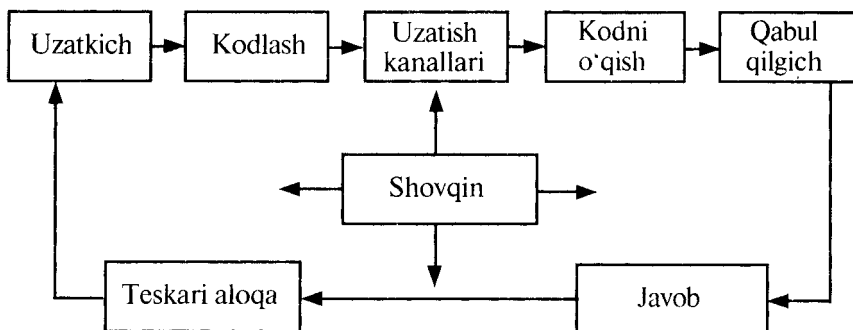 Uzatkich
Kodlash
Uzatish
kanallari
Kodni
o‘qish
Qabul
qilgich
Shovqin
Teskari aloqa
Javob